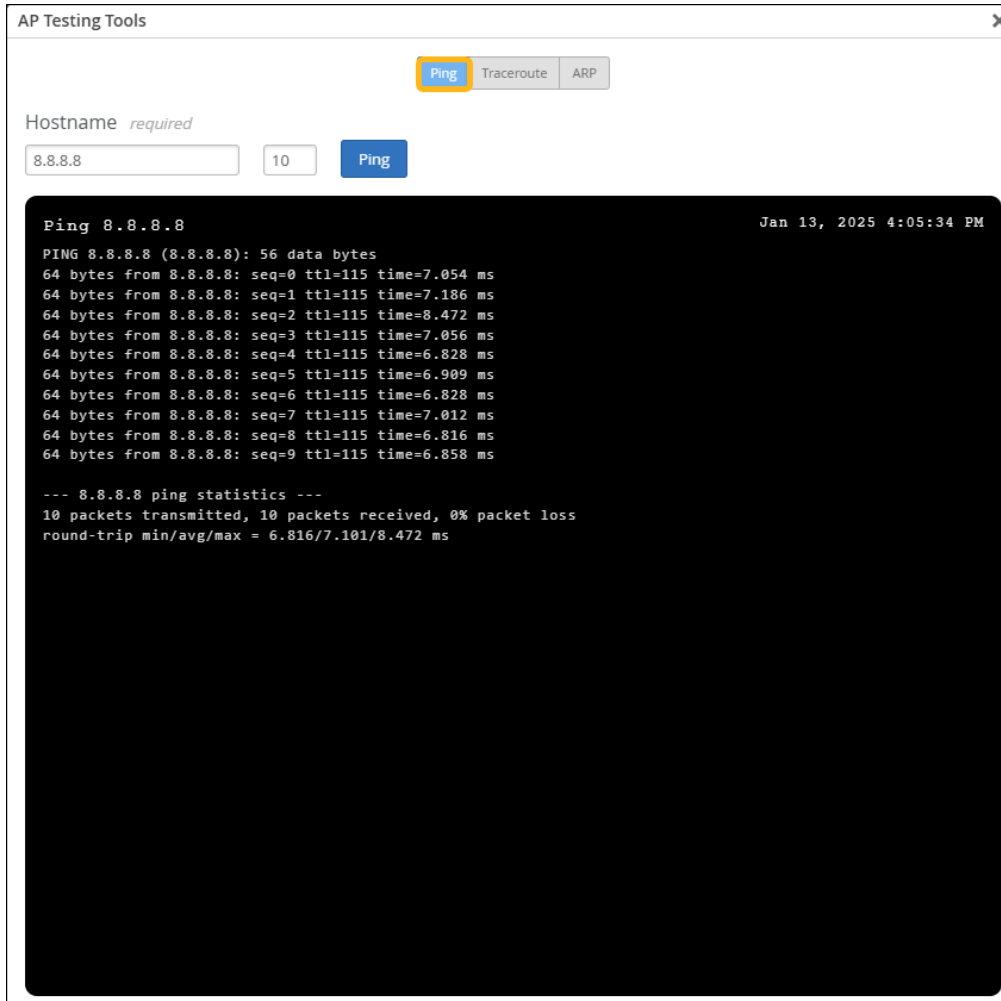 AP Testing Tools
Ping Traceroute ARP
Hostname required
8.8.8.8 10 Ping
Ping 8.8.8.8 Jan 13, 2025 4:05:34 PM
PING 8.8.8.8 (8.8.8.8): 56 data bytes
64 bytes from 8.8.8.8: seq=0 ttl=115 time=7.054 ms
64 bytes from 8.8.8.8: seq=1 ttl=115 time=7.186 ms
64 bytes from 8.8.8.8: seq=2 ttl=115 time=8.472 ms
64 bytes from 8.8.8.8: seq=3 ttl=115 time=7.056 ms
64 bytes from 8.8.8.8: seq=4 ttl=115 time=6.828 ms
64 bytes from 8.8.8.8: seq=5 ttl=115 time=6.909 ms
64 bytes from 8.8.8.8: seq=6 ttl=115 time=6.828 ms
64 bytes from 8.8.8.8: seq=7 ttl=115 time=7.012 ms
64 bytes from 8.8.8.8: seq=8 ttl=115 time=6.816 ms
64 bytes from 8.8.8.8: seq=9 ttl=115 time=6.858 ms
--- 8.8.8.8 ping statistics ---
10 packets transmitted, 10 packets received, 0% packet loss
round-trip min/avg/max = 6.816/7.101/8.472 ms